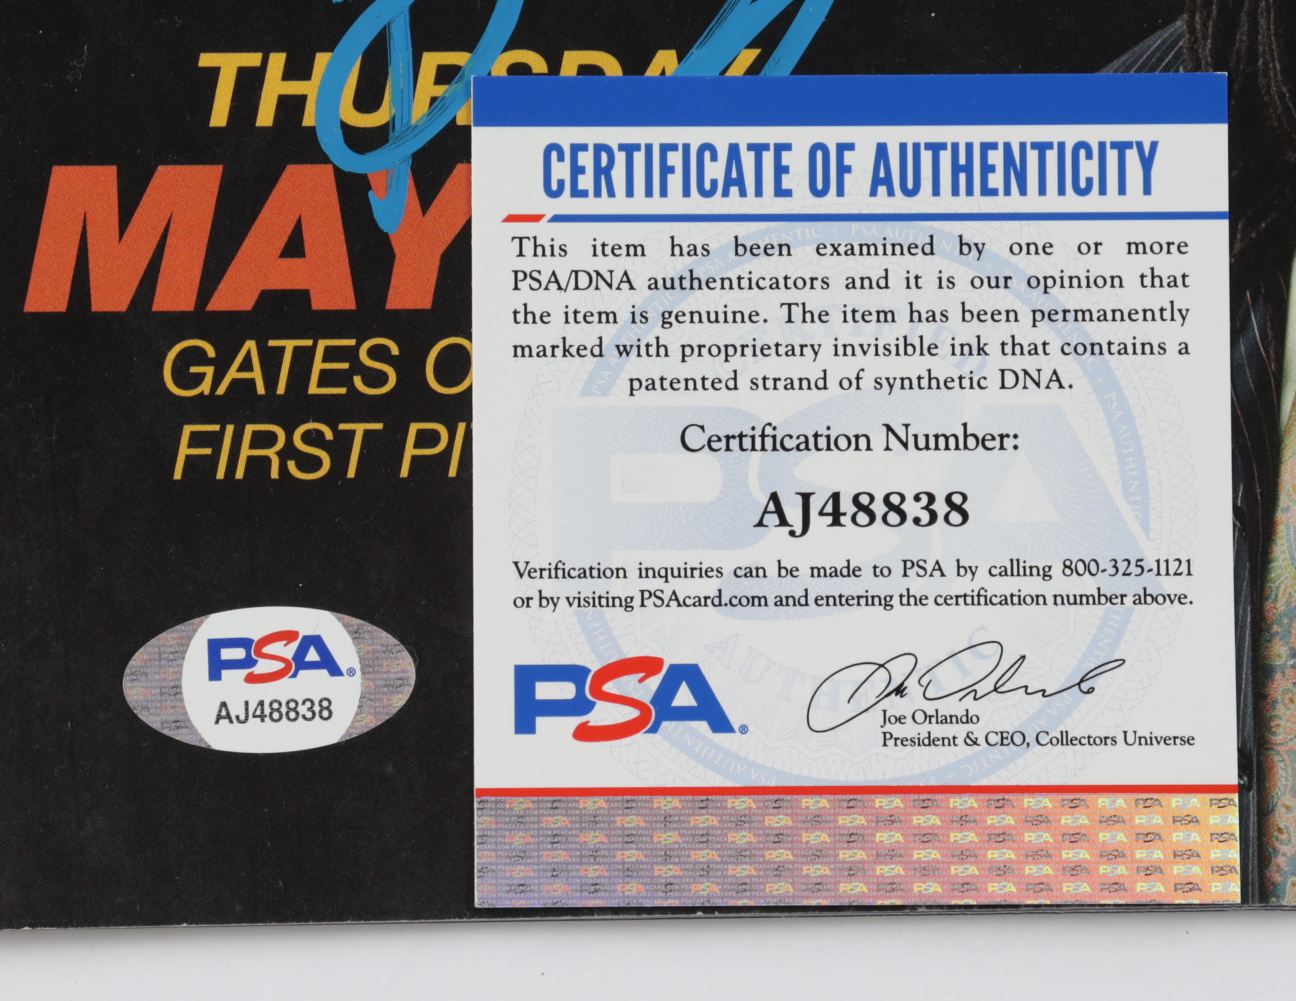 THURSDAY
MAY
GATES O
FIRST PI
PSA®
AJ48838
CERTIFICATE OF AUTHENTICITY
This item has been examined by one or more
PSA/DNA authenticators and it is our opinion that
the item is genuine. The item has been permanently
marked with proprietary invisible ink that contains a
patented strand of synthetic DNA.
Certification Number:
AJ48838
Verification inquiries can be made to PSA by calling 800-325-1121
or by visiting PSAcard.com and entering the certification number above.
PSA®
Joe Orlando
President & CEO, Collectors Universe